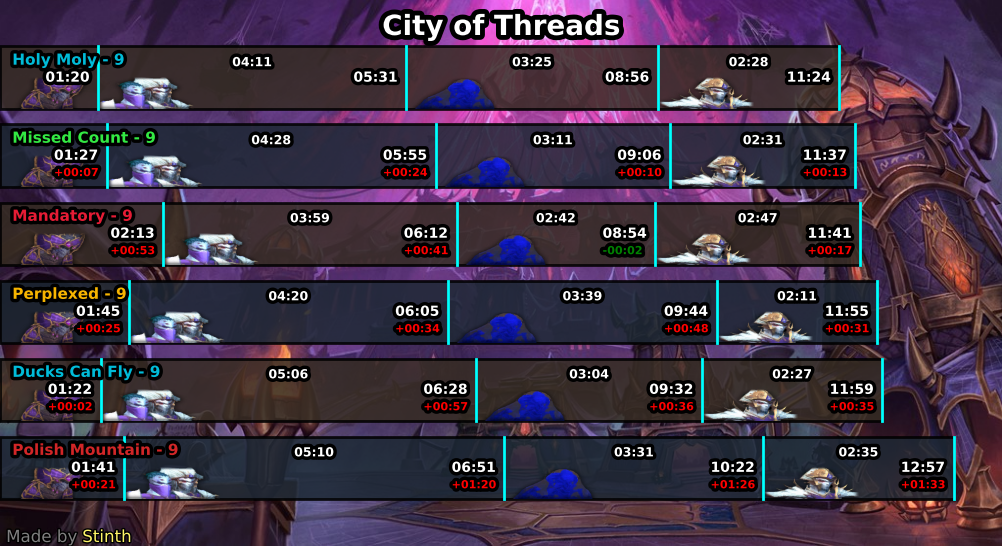 City of Threads
Holy Moly - 9
04:11 03:25 02:28
01:20 05:31 08:56 11:24
Missed Count - 9
04:28 03:11 02:31
01:27 05:55 09:06 11:37
+00:07 +00:24 +00:10 +00:13
Mandatory - 9
03:59 02:42 02:47
02:13 06:12 08:54 11:41
+00:53 +00:41 -00:02 +00:17
Perplexed - 9
04:20 03:39 02:11
01:45 06:05 09:44 11:55
+00:25 +00:34 +00:48 +00:31
Ducks Can Fly - 9
05:06 03:04 02:27
01:22 06:28 09:32 11:59
+00:02 +00:57 +00:36 +00:35
Polish Mountain - 9
05:10 03:31 02:35
01:41 06:51 10:22 12:57
+00:21 +01:20 +01:26 +01:33
Made by Stinth